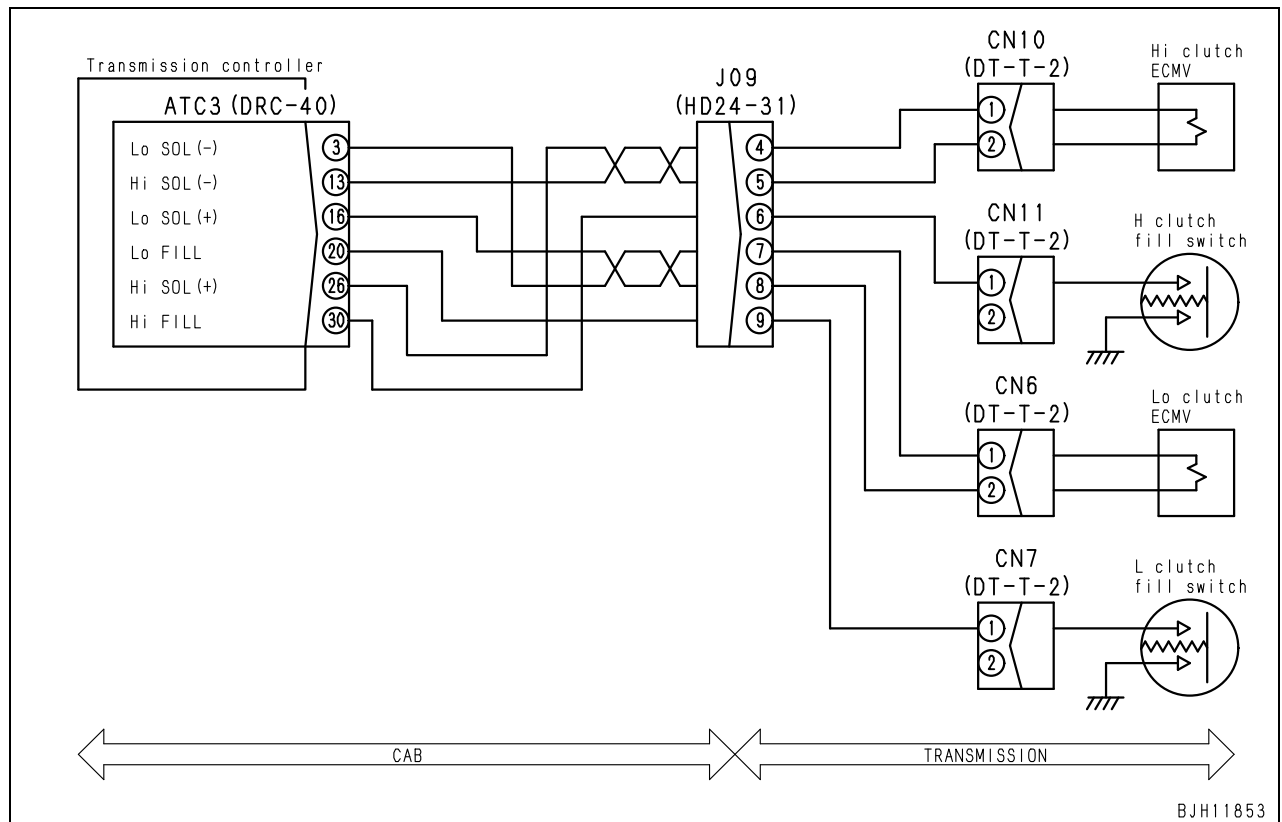 Transmission controller
ATC3 (DRC-40)
Lo SOL (-)
3
Hi SOL (-)
13
Lo SOL (+)
16
Lo FILL
20
Hi SOL (+)
26
Hi FILL
30
J09
(HD24-31)
4
5
6
7
8
9
CN10
(DT-T-2)
1
2
Hi clutch
ECMV
CN11
(DT-T-2)
1
2
H clutch
fill switch
CN6
(DT-T-2)
1
2
Lo clutch
ECMV
CN7
(DT-T-2)
1
2
L clutch
fill switch
CAB
TRANSMISSION
BJH11853